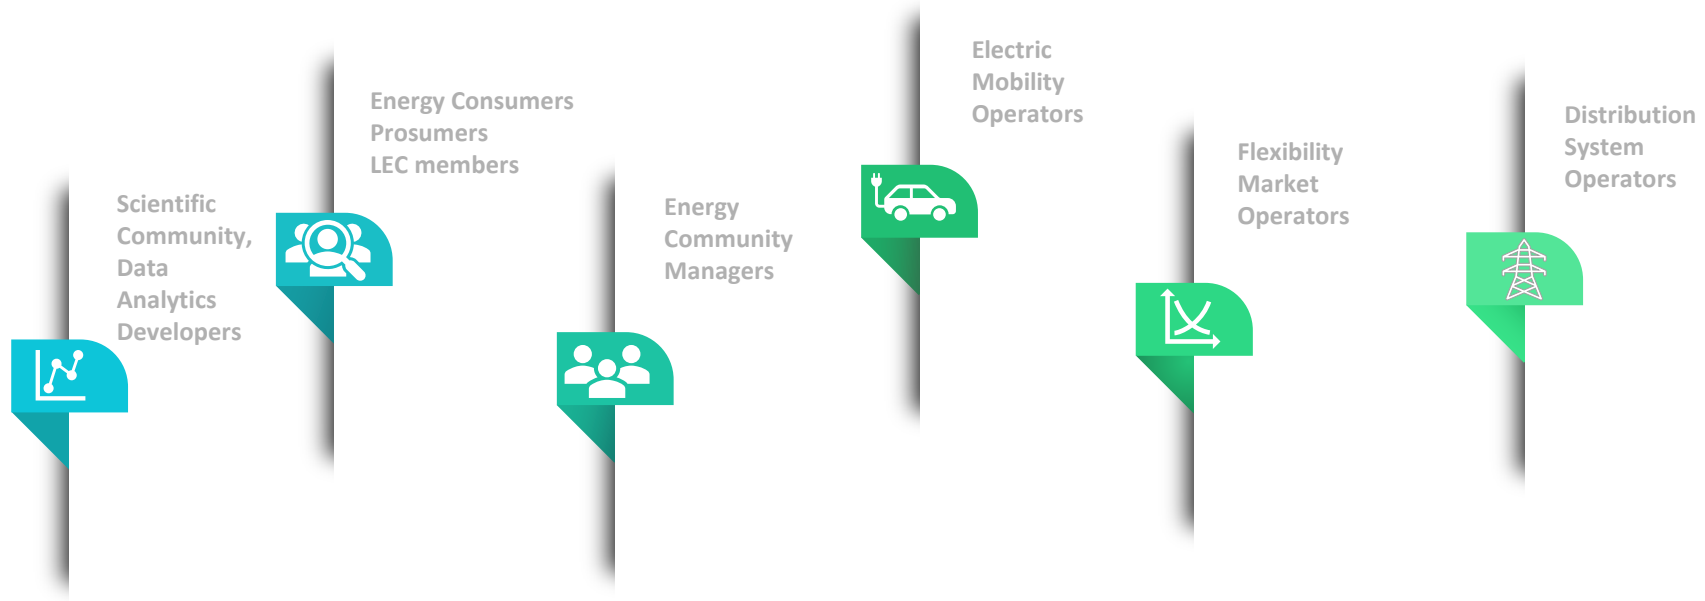 Scientific
Community,
Data
Analytics
Developers
Energy Consumers
Prosumers
LEC members
Energy
Community
Managers
Electric
Mobility
Operators
Flexibility
Market
Operators
Distribution
System
Operators